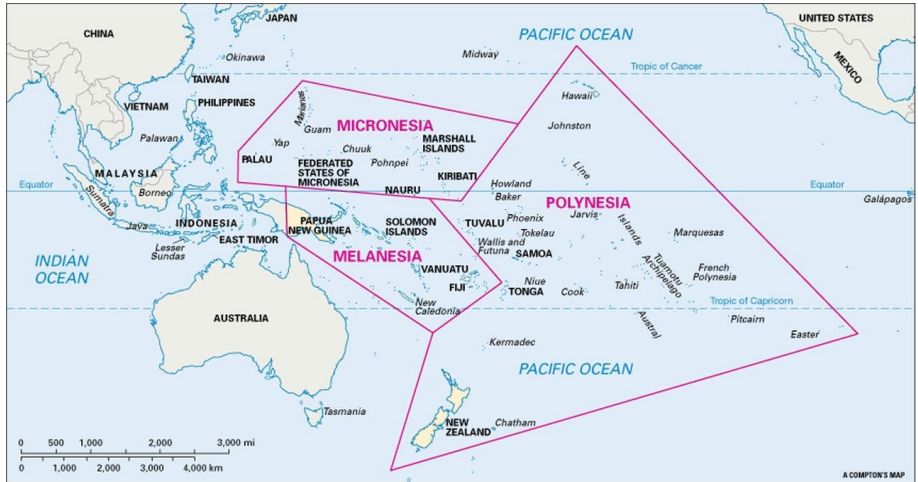 JAPAN
UNITED STATES
CHINA
PACIFIC OCEAN
Okinawa
Midway
MEXICO
Tropic of Cancer
TAIWAN
Hawaii
VIETNAM
PHILIPPINES
Marianas
Guam
MICRONESIA
Johnston
Palawan
Yap
Chuuk
MARSHALL
ISLANDS
PALAU
FEDERATED
STATES OF
MICRONESIA
Pohnpei
Line
Islands
MALAYSIA
KIRIBATI
Equator
NAURU
Howland
Baker
Equator
Borneo
Sumatra
Galápagos
POLYNESIA
INDONESIA
Java
PAPUA
NEW GUINEA
SOLOMON
ISLANDS
TUVALU
Phoenix
Jarvis
Tokelau
Marquesas
EAST TIMOR
Lesser
Sundas
MELANESIA
Wallis and
Futuna
SAMOA
INDIAN
OCEAN
VANUATU
FIJI
Tuamotu
Archipelago
French
Polynesia
Niue
TONGA
Cook
Tahiti
New
Caledonia
Tropic of Capricorn
AUSTRALIA
Austral
Pitcairn
Easter
Kermadec
PACIFIC OCEAN
Tasmania
NEW
ZEALAND
Chatham
0 500 1,000 2,000 3,000 mi
0 1,000 2,000 3,000 4,000 km
A COMPTON'S MAP